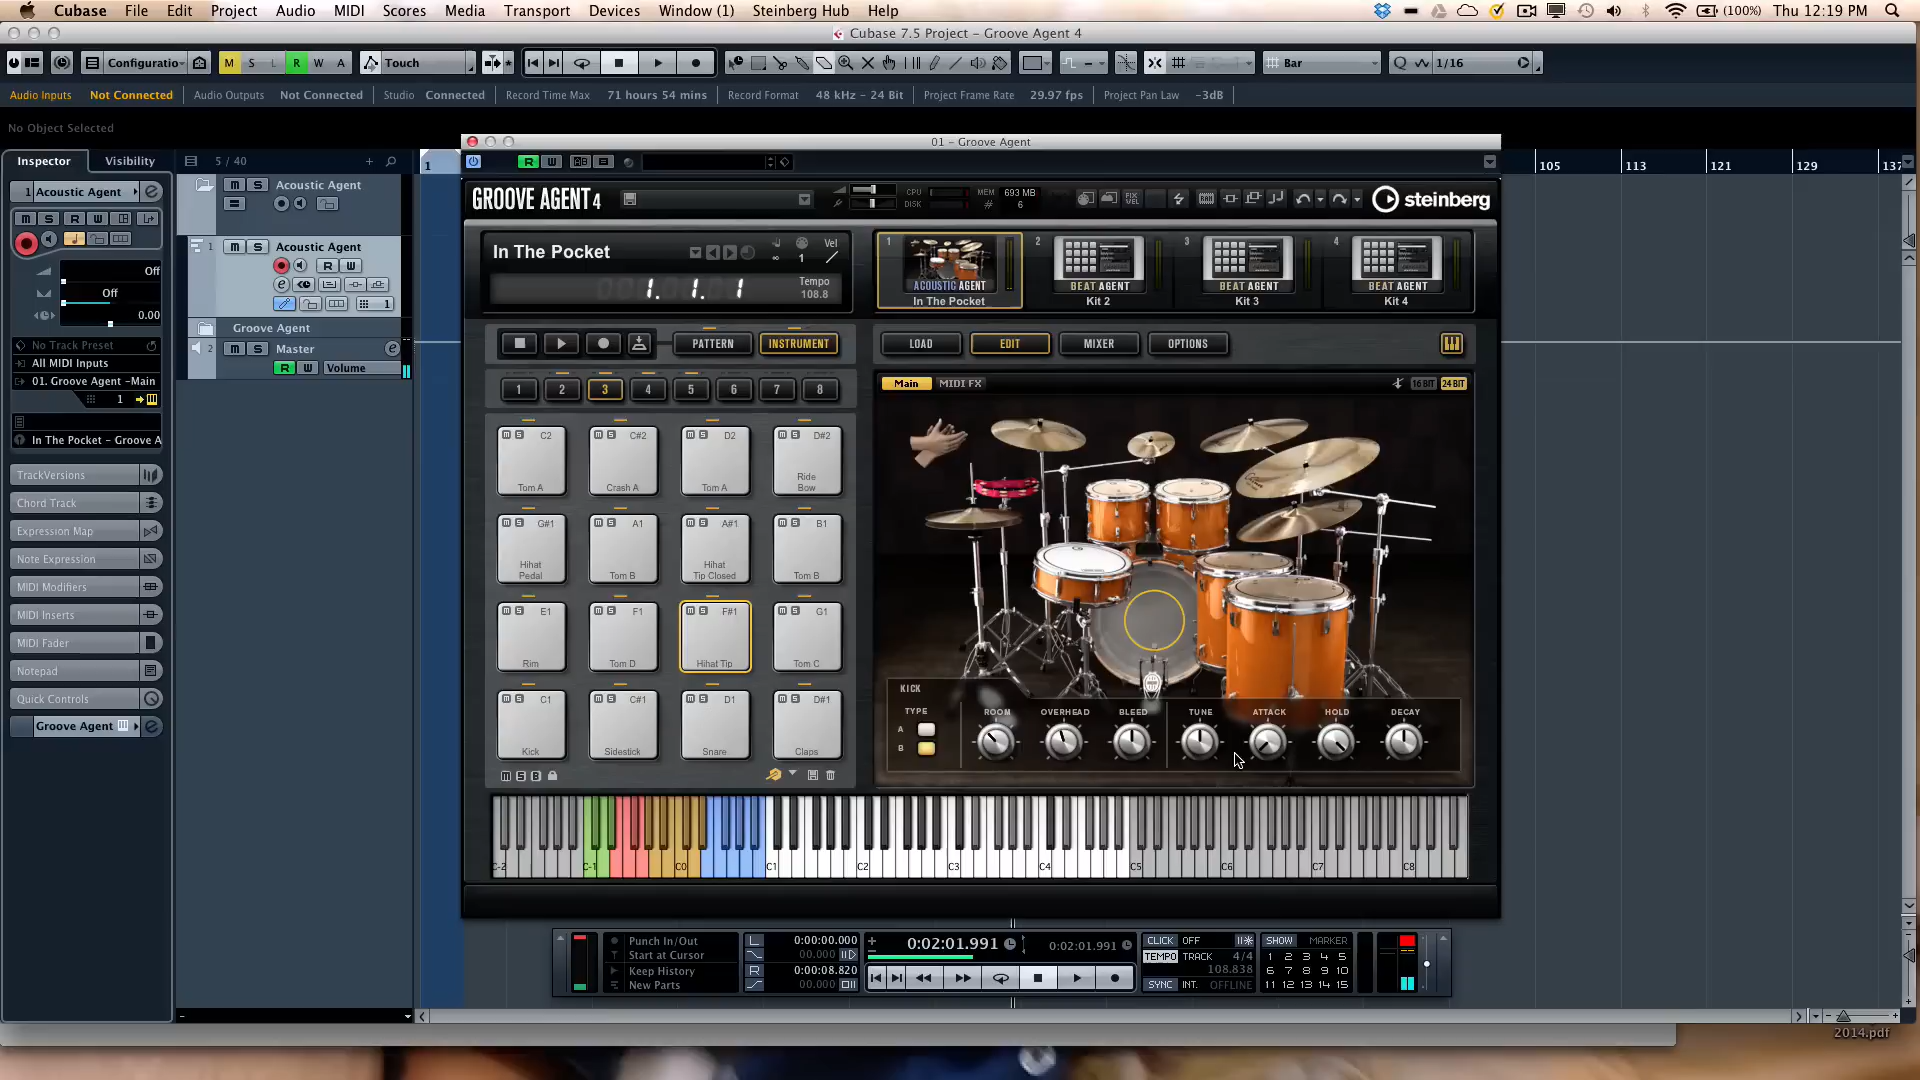 Cubase File Edit Project Audio MIDI Scores Media Transport Devices Window (1) Steinberg Hub Help (100%) Thu 12:19 PM
Cubase 7.5 Project - Groove Agent 4
Configuratio M S L R W A Touch Bar Q 1/16
Audio Inputs Not Connected Audio Outputs Not Connected Studio Connected Record Time Max 71 hours 54 mins Record Format 48 kHz - 24 Bit Project Frame Rate 29.97 fps Project Pan Law -3dB
No Object Selected
01 - Groove Agent
Inspector Visibility 5 / 40 1 105 113 121 129 137
1 Acoustic Agent
M S R W
Off
Off
0.00
No Track Preset
All MIDI Inputs
01. Groove Agent -Main
1
In The Pocket - Groove A
TrackVersions
Chord Track
Expression Map
Note Expression
MIDI Modifiers
MIDI Inserts
MIDI Fader
Notepad
Quick Controls
Groove Agent
M S Acoustic Agent
1 M S Acoustic Agent
R W
1
Groove Agent
2 M S Master
R W Volume
R W
GROOVE AGENT 4 CPU DISK MEM 693 MB # 6 FIX VEL steinberg
In The Pocket 1 Vel
1. 1. 1 Tempo
108.8
1 ACOUSTIC AGENT In The Pocket
2 BEAT AGENT Kit 2
3 BEAT AGENT Kit 3
4 BEAT AGENT Kit 4
PATTERN INSTRUMENT LOAD EDIT MIXER OPTIONS
1 2 3 4 5 6 7 8
Main MIDI FX 16 BIT 24 BIT
M S C2 M S C#2 M S D2 M S D#2
Tom A Crash A Tom A Ride Bow
M S G#1 M S A1 M S A#1 M S B1
Hihat Pedal Tom B Hihat Tip Closed Tom B
M S E1 M S F1 M S F#1 M S G1
Rim Tom D Hihat Tip Tom C
M S C1 M S C#1 M S D1 M S D#1
Kick Sidestick Snare Claps
M S B
KICK
TYPE ROOM OVERHEAD BLEED TUNE ATTACK HOLD DECAY
A
B
C-2 C-1 C0 C1 C2 C3 C4 C5 C6 C7 C8
Punch In/Out
Start at Cursor
Keep History
New Parts
L 0:00:00.000
00.000
R 0:00:08.820
00.000
0:02:01.991 0:02:01.991
CLICK OFF
TEMPO TRACK 4/4
108.838
SYNC INT. OFFLINE
SHOW MARKER
1 2 3 4 5
6 7 8 9 10
11 12 13 14 15
2014.pdf